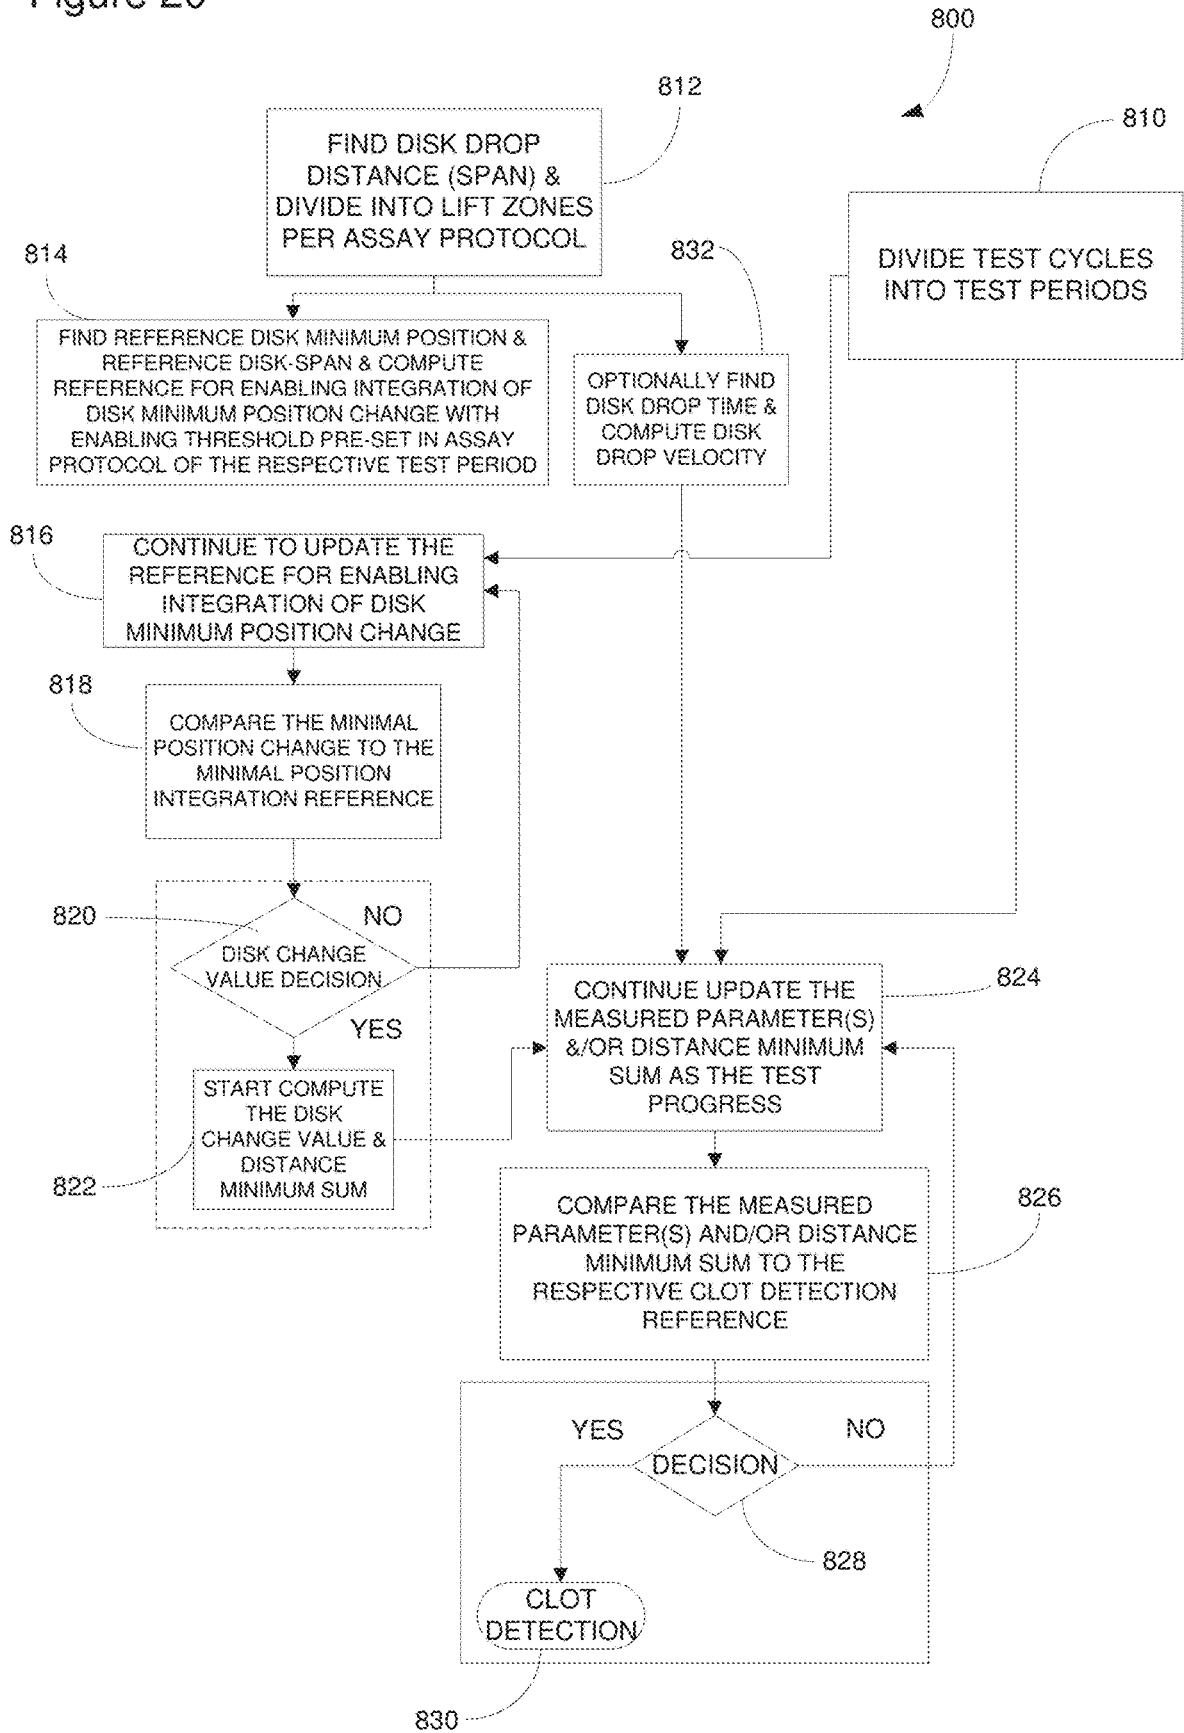 800
812
810
FIND DISK DROP
DISTANCE (SPAN) &
DIVIDE INTO LIFT ZONES
PER ASSAY PROTOCOL
814
832
DIVIDE TEST CYCLES
INTO TEST PERIODS
FIND REFERENCE DISK MINIMUM POSITION &
REFERENCE DISK-SPAN & COMPUTE
REFERENCE FOR ENABLING INTEGRATION OF
DISK MINIMUM POSITION CHANGE WITH
ENABLING THRESHOLD PRE-SET IN ASSAY
PROTOCOL OF THE RESPECTIVE TEST PERIOD
OPTIONALLY FIND
DISK DROP TIME &
COMPUTE DISK
DROP VELOCITY
816
CONTINUE TO UPDATE THE
REFERENCE FOR ENABLING
INTEGRATION OF DISK
MINIMUM POSITION CHANGE
818
COMPARE THE MINIMAL
POSITION CHANGE TO THE
MINIMAL POSITION
INTEGRATION REFERENCE
820
NO
DISK CHANGE
VALUE DECISION
YES
START COMPUTE
THE DISK
CHANGE VALUE &
DISTANCE
MINIMUM SUM
822
824
CONTINUE UPDATE THE
MEASURED PARAMETER(S)
&/OR DISTANCE MINIMUM
SUM AS THE TEST
PROGRESS
826
COMPARE THE MEASURED
PARAMETER(S) AND/OR DISTANCE
MINIMUM SUM TO THE
RESPECTIVE CLOT DETECTION
REFERENCE
YES
NO
DECISION
828
CLOT
DETECTION
830